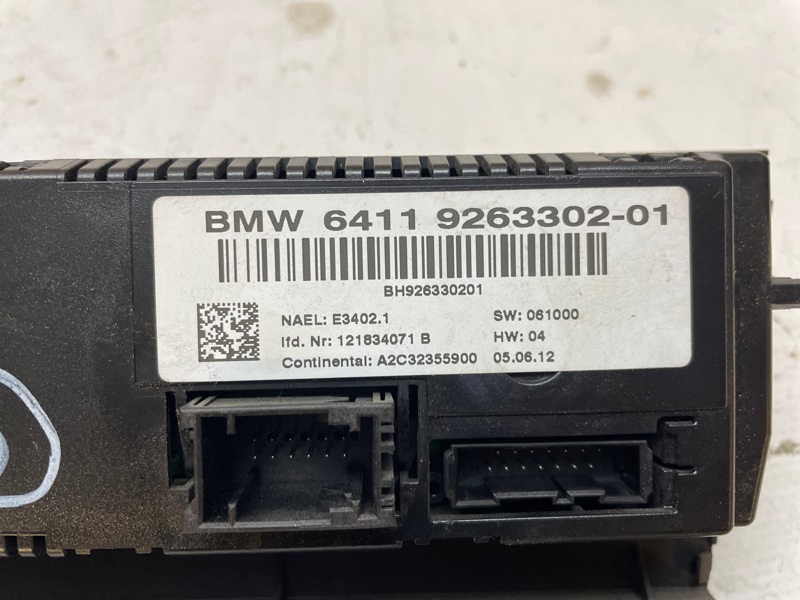 BMW 6411 9263302-01
BH926330201
NAEL: E3402.1 SW: 061000
lfd. Nr: 121834071 B HW: 04
Continental: A2C32355900 05.06.12